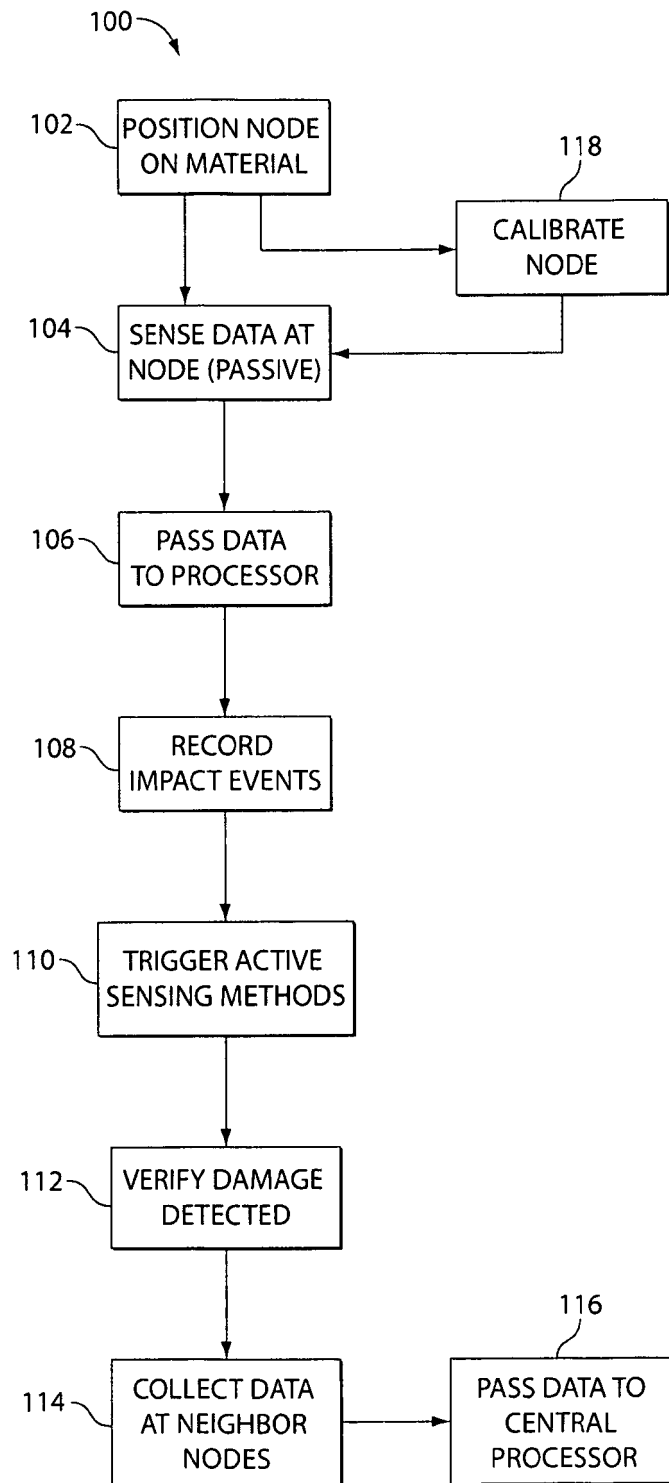 100
102
POSITION NODE
ON MATERIAL
118
CALIBRATE
NODE
104
SENSE DATA AT
NODE (PASSIVE)
106
PASS DATA
TO PROCESSOR
108
RECORD
IMPACT EVENTS
110
TRIGGER ACTIVE
SENSING METHODS
112
VERIFY DAMAGE
DETECTED
114
COLLECT DATA
AT NEIGHBOR
NODES
116
PASS DATA TO
CENTRAL
PROCESSOR